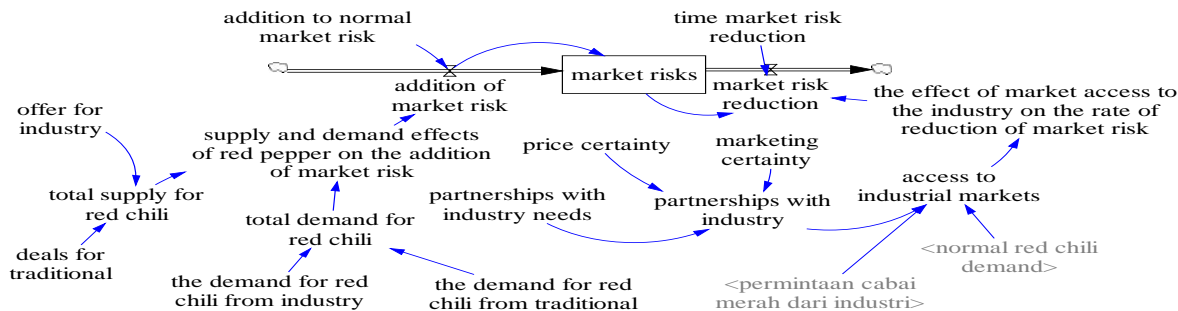 addition to normal
market risk
time market risk
reduction
market risks
addition of
market risk
market risk
reduction
the effect of market access to
the industry on the rate of
reduction of market risk
offer for
industry
supply and demand effects
of red pepper on the addition
of market risk
price certainty
marketing
certainty
total supply for
red chili
partnerships with
industry needs
partnerships with
industry
access to
industrial markets
total demand for
red chili
deals for
traditional
<normal red chili
demand>
the demand for red
chili from industry
the demand for red
chili from traditional
<permintaan cabai
merah dari industri>